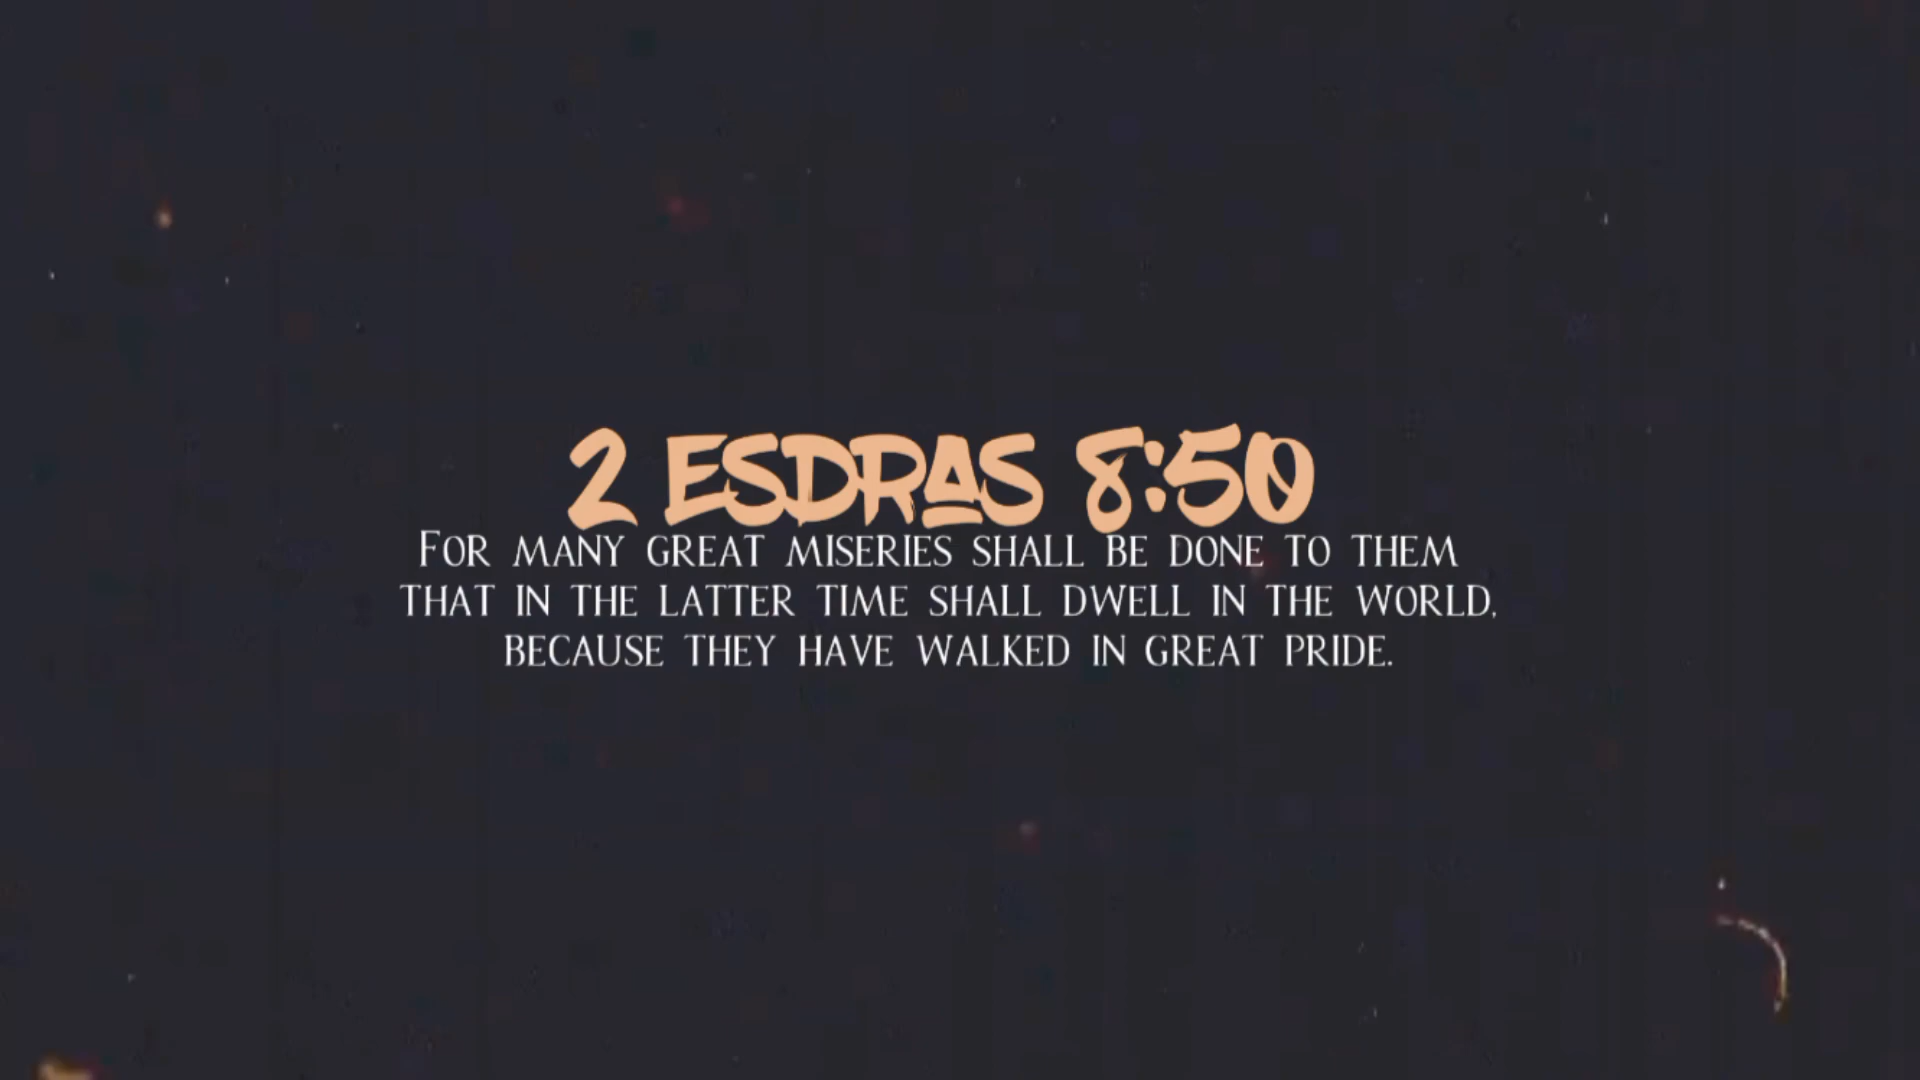 2 ESDRAS 8:50
FOR MANY GREAT MISERIES SHALL BE DONE TO THEM
THAT IN THE LATTER TIME SHALL DWELL IN THE WORLD,
BECAUSE THEY HAVE WALKED IN GREAT PRIDE.